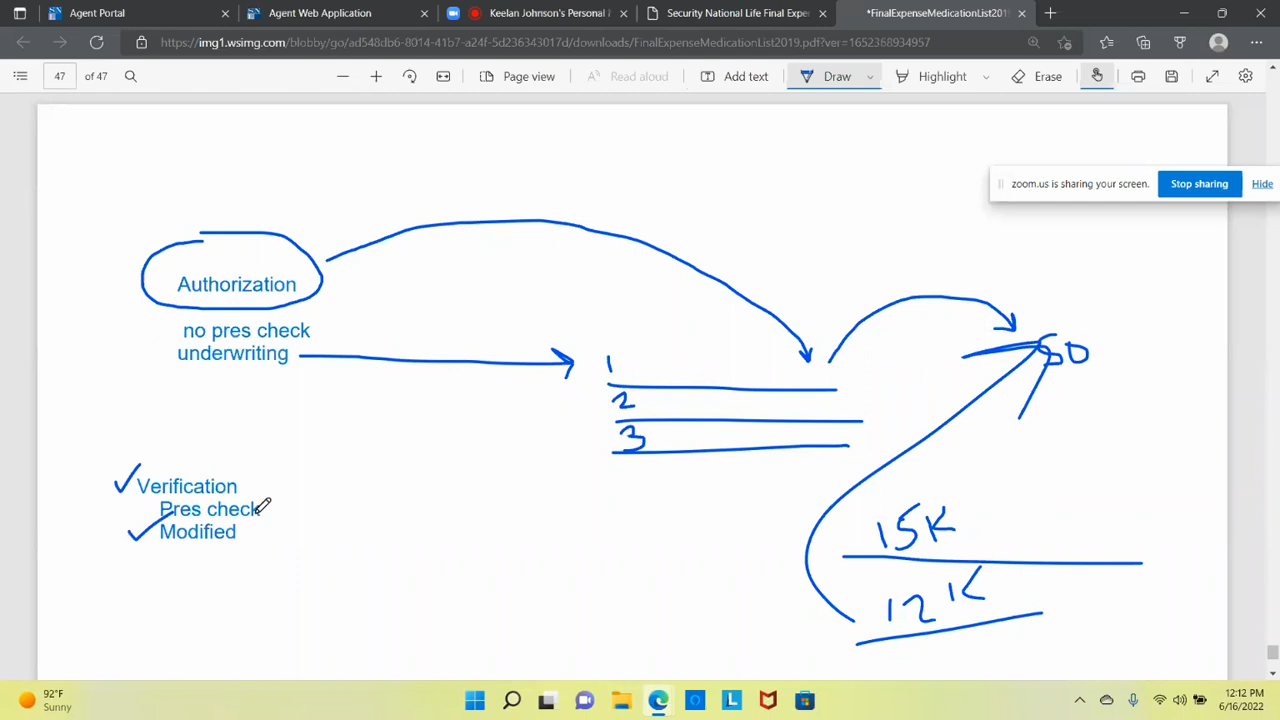 Agent Portal
Agent Web Application
Keelan Johnson's Personal
Security National Life Final Expe
*FinalExpenseMedicationList201
https://img1.wsimg.com/blobby/go/ad548db6-8014-41b7-a24f-5d236343017d/downloads/FinalExpenseMedicationList2019.pdf?ver=1652368934957
47 of 47
Page view
Read aloud
Add text
Draw
Highlight
Erase
zoom.us is sharing your screen. Stop sharing Hide
Authorization
no pres check
underwriting
1
2
3
Verification
Pres check
Modified
15K
12K
92°F
Sunny
12:12 PM
6/16/2022